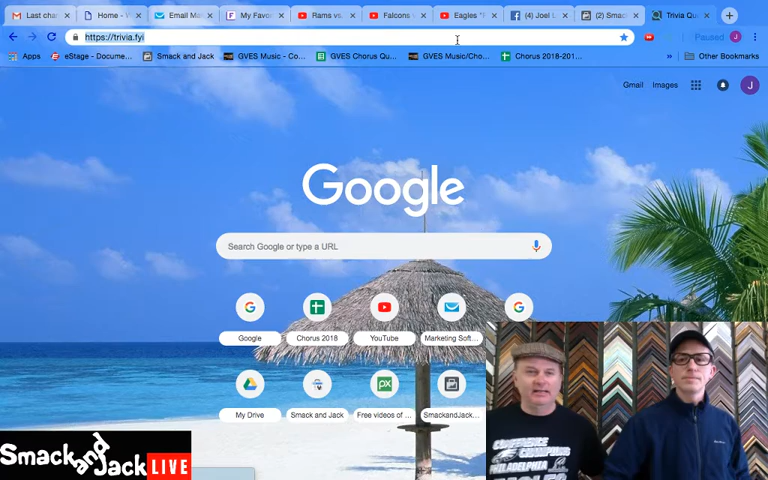 Last chan
Home - W
Email Mar
My Favor
Rams vs.
Falcons v
Eagles "F
(4) Joel L
(2) Smac
Trivia Qu
https://trivia.fyi
Paused
J
Apps
eStage - Docume...
Smack and Jack
GVES Music - Co...
GVES Chorus Qu...
GVES Music/Cho...
Chorus 2018-201...
»
Other Bookmarks
Gmail
Images
J
Google
Search Google or type a URL
Google
Chorus 2018
YouTube
Marketing Soft...
My Drive
Smack and Jack
Free videos of ...
SmackandJack...
Smack and Jack LIVE
CONFERENCE
CHAMPIONS
PHILADELPHIA